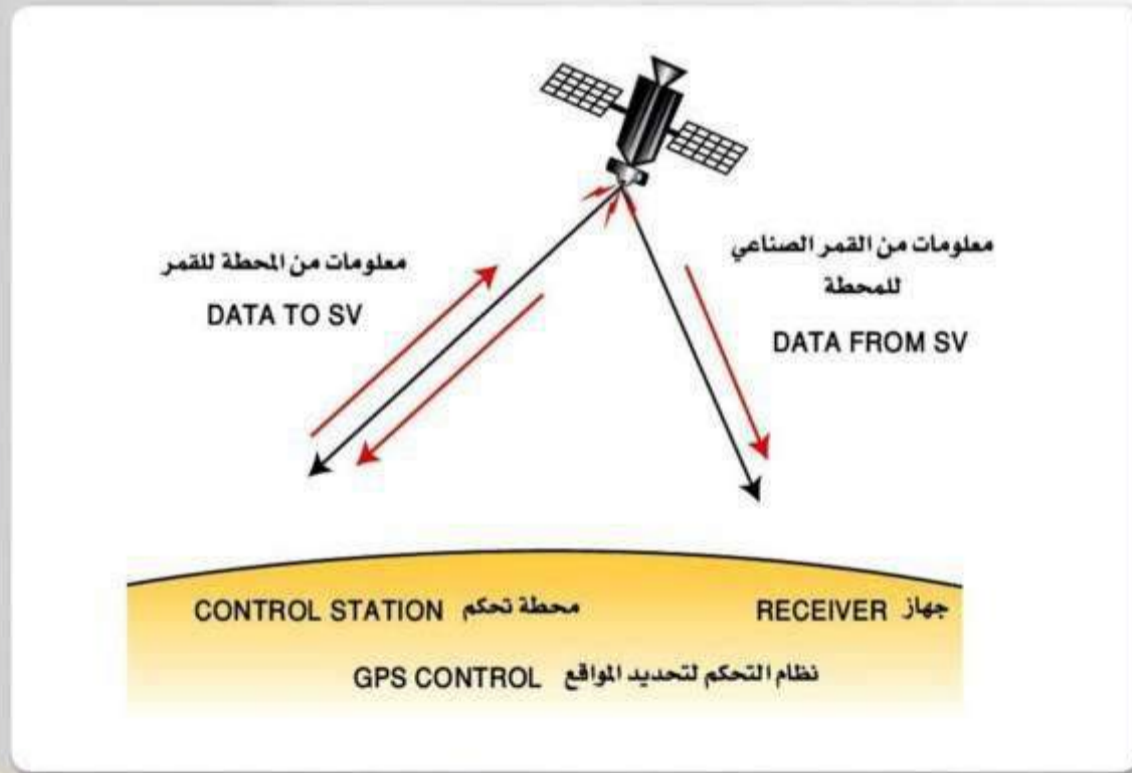 معلومات من القمر الصناعي
للمحطة
DATA FROM SV
معلومات من المحطة للقمر
DATA TO SV
CONTROL STATION محطة تحكم
RECEIVER جهاز
GPS CONTROL نظام التحكم لتحديد المواقع